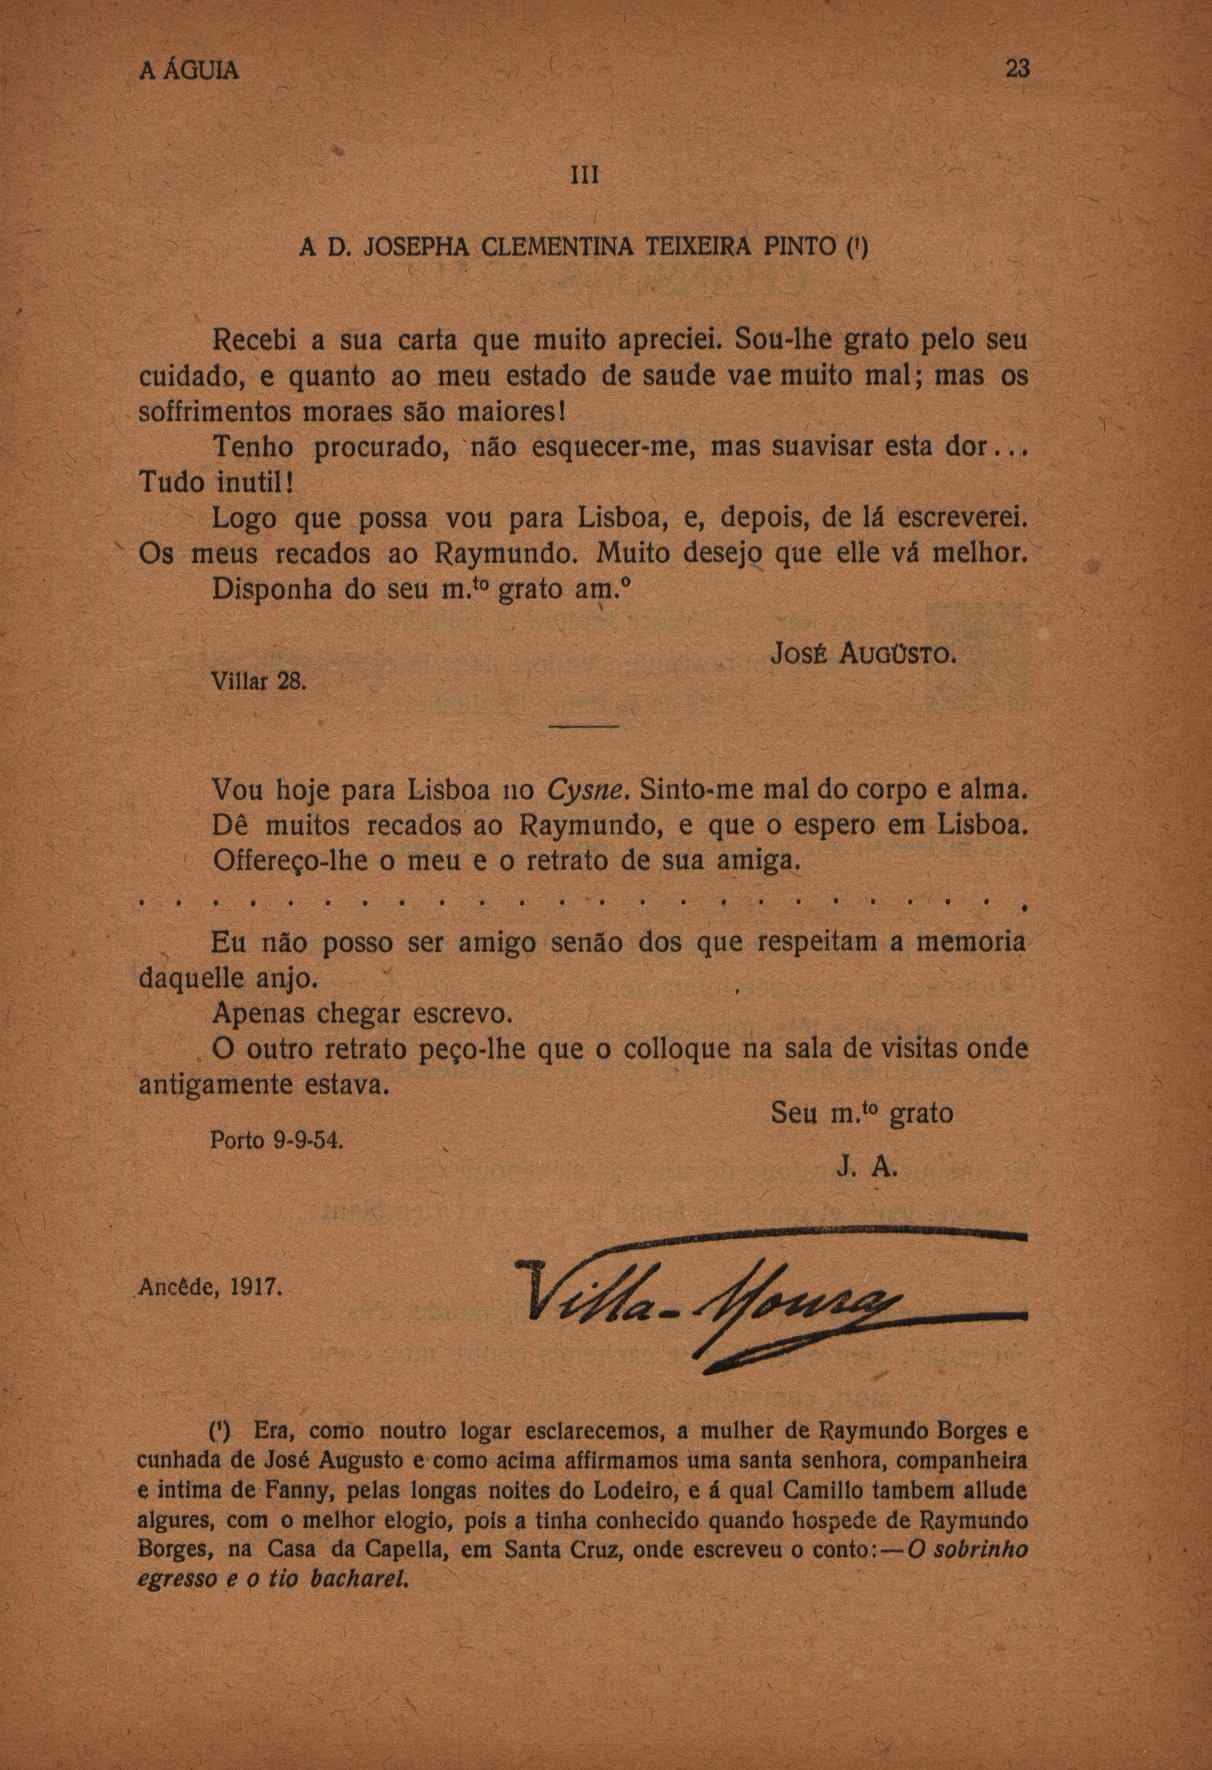 A ÁGUIA 23
III
A D. JOSEPHA CLEMENTINA TEIXEIRA PINTO (¹)
Recebi a sua carta que muito apreciei. Sou-lhe grato pelo seu
cuidado, e quanto ao meu estado de saude vae muito mal; mas os
soffrimentos moraes são maiores!
Tenho procurado, não esquecer-me, mas suavisar esta dor...
Tudo inutil!
Logo que possa vou para Lisboa, e, depois, de lá escreverei.
Os meus recados ao Raymundo. Muito desejo que elle vá melhor.
Disponha do seu m.ᵗᵒ grato am.º
JOSÉ AUGUSTO.
Villar 28.
Vou hoje para Lisboa no Cysne. Sinto-me mal do corpo e alma.
Dê muitos recados ao Raymundo, e que o espero em Lisboa.
Offereço-lhe o meu e o retrato de sua amiga.
. . . . . . . . . . . . . . . . . . . . . . . .
Eu não posso ser amigo senão dos que respeitam a memoria
daquelle anjo.
Apenas chegar escrevo.
O outro retrato peço-lhe que o colloque na sala de visitas onde
antigamente estava.
Seu m.ᵗᵒ grato
Porto 9-9-54.
J. A.
Ancêde, 1917.
Villa-Moura
(¹) Era, como noutro logar esclarecemos, a mulher de Raymundo Borges e
cunhada de José Augusto e como acima affirmamos uma santa senhora, companheira
e intima de Fanny, pelas longas noites do Lodeiro, e á qual Camillo tambem allude
algures, com o melhor elogio, pois a tinha conhecido quando hospede de Raymundo
Borges, na Casa da Capella, em Santa Cruz, onde escreveu o conto:—O sobrinho
egresso e o tio bacharel.